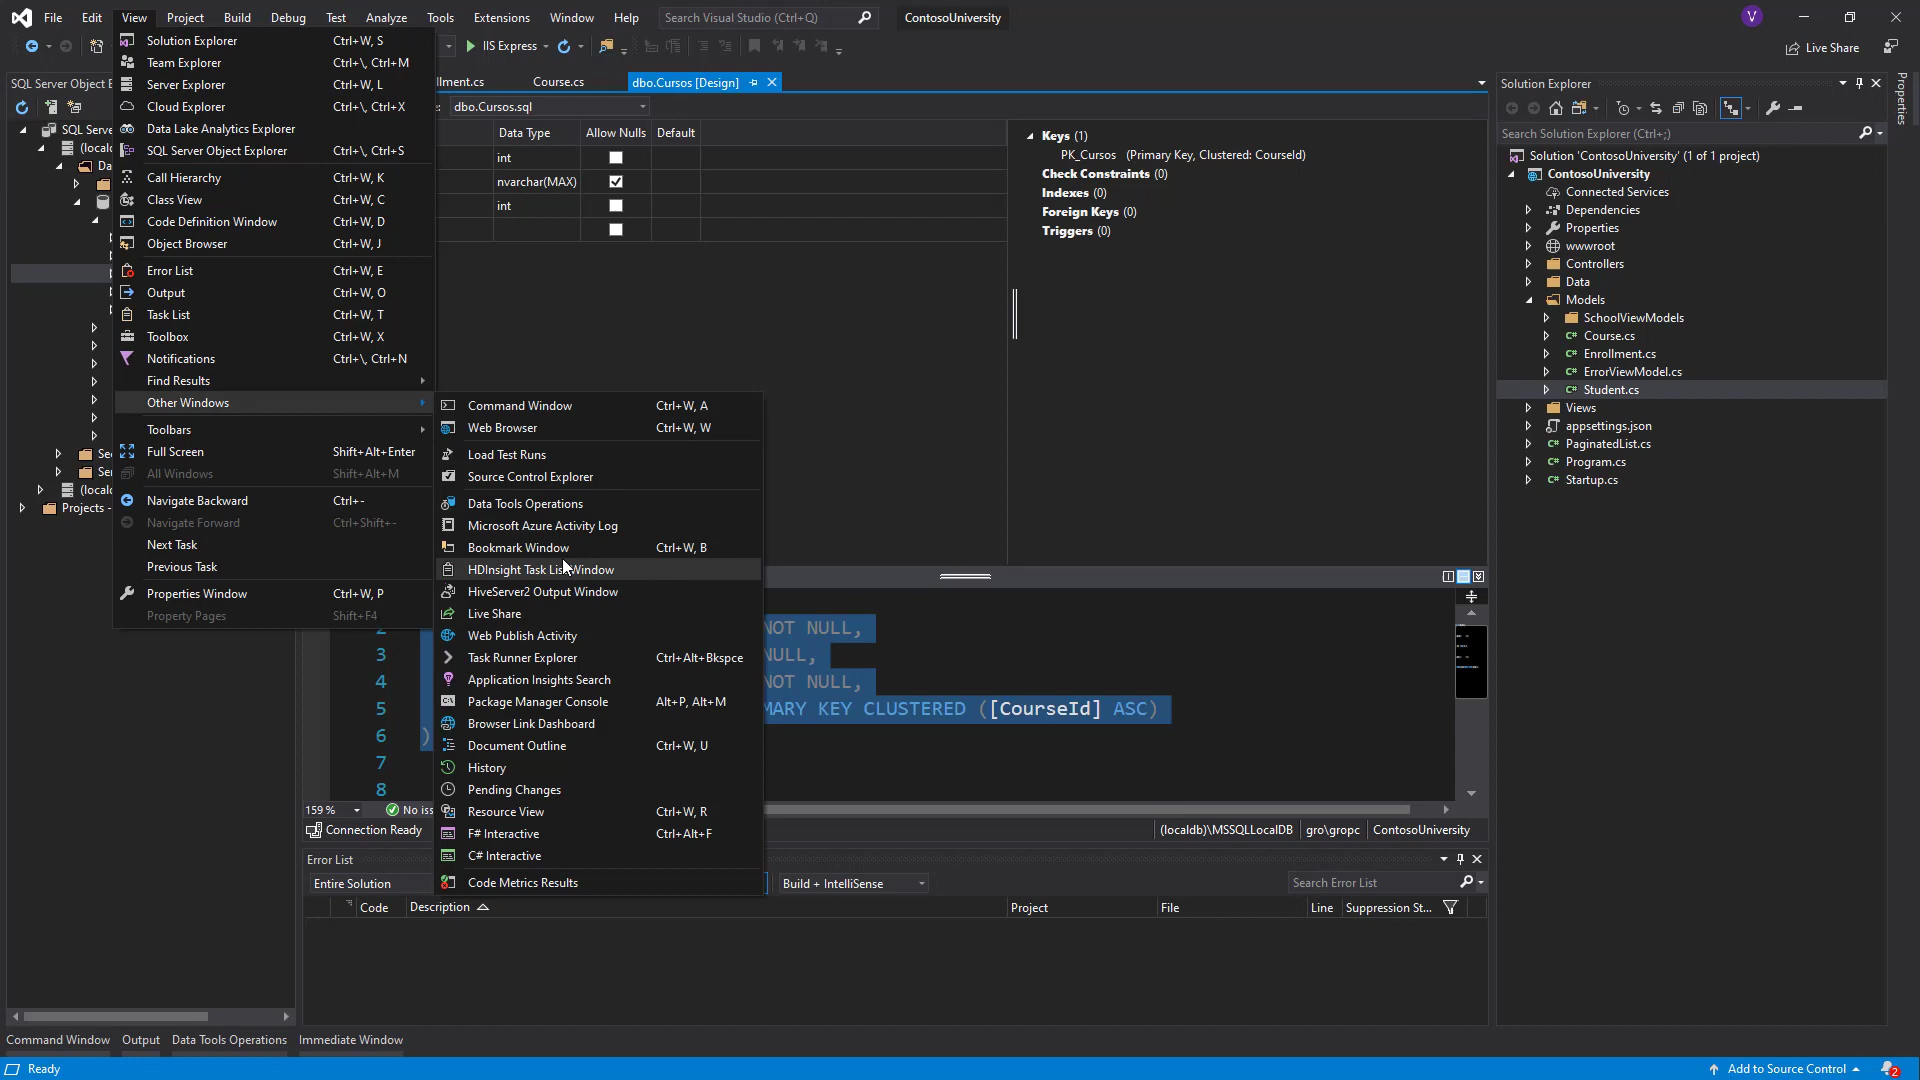 File Edit View Project Build Debug Test Analyze Tools Extensions Window Help Search Visual Studio (Ctrl+Q) ContosoUniversity V
IIS Express Live Share
SQL Server Object E
SQL Serve
(local
Da
(local
Projects -
Solution Explorer Ctrl+W, S
Team Explorer Ctrl+\, Ctrl+M
Server Explorer Ctrl+W, L
Cloud Explorer Ctrl+\, Ctrl+X
Data Lake Analytics Explorer
SQL Server Object Explorer Ctrl+\, Ctrl+S
Call Hierarchy Ctrl+W, K
Class View Ctrl+W, C
Code Definition Window Ctrl+W, D
Object Browser Ctrl+W, J
Error List Ctrl+W, E
Output Ctrl+W, O
Task List Ctrl+W, T
Toolbox Ctrl+W, X
Notifications Ctrl+\, Ctrl+N
Find Results
Other Windows
Toolbars
Full Screen Shift+Alt+Enter
All Windows Shift+Alt+M
Navigate Backward Ctrl+-
Navigate Forward Ctrl+Shift+-
Next Task
Previous Task
Properties Window Ctrl+W, P
Property Pages Shift+F4
Command Window Ctrl+W, A
Web Browser Ctrl+W, W
Load Test Runs
Source Control Explorer
Data Tools Operations
Microsoft Azure Activity Log
Bookmark Window Ctrl+W, B
HDInsight Task List Window
HiveServer2 Output Window
Live Share
Web Publish Activity
Task Runner Explorer Ctrl+Alt+Bkspce
Application Insights Search
Package Manager Console Alt+P, Alt+M
Browser Link Dashboard
Document Outline Ctrl+W, U
History
Pending Changes
Resource View Ctrl+W, R
F# Interactive Ctrl+Alt+F
C# Interactive
Code Metrics Results
llment.cs Course.cs dbo.Cursos [Design]
dbo.Cursos.sql
Data Type Allow Nulls Default
int
nvarchar(MAX)
int
Keys (1)
PK_Cursos (Primary Key, Clustered: CourseId)
Check Constraints (0)
Indexes (0)
Foreign Keys (0)
Triggers (0)
2 NOT NULL,
3 NULL,
4 NOT NULL,
5 MARY KEY CLUSTERED ([CourseId] ASC)
6 )
7
8
159 % No iss
Connection Ready (localdb)\MSSQLLocalDB gro\gropc ContosoUniversity
Error List
Entire Solution Build + IntelliSense Search Error List
Code Description Project File Line Suppression St...
Solution Explorer
Search Solution Explorer (Ctrl+;)
Solution 'ContosoUniversity' (1 of 1 project)
ContosoUniversity
Connected Services
Dependencies
Properties
wwwroot
Controllers
Data
Models
SchoolViewModels
C# Course.cs
C# Enrollment.cs
C# ErrorViewModel.cs
C# Student.cs
Views
appsettings.json
C# PaginatedList.cs
C# Program.cs
C# Startup.cs
Properties
Command Window Output Data Tools Operations Immediate Window
Ready Add to Source Control 2